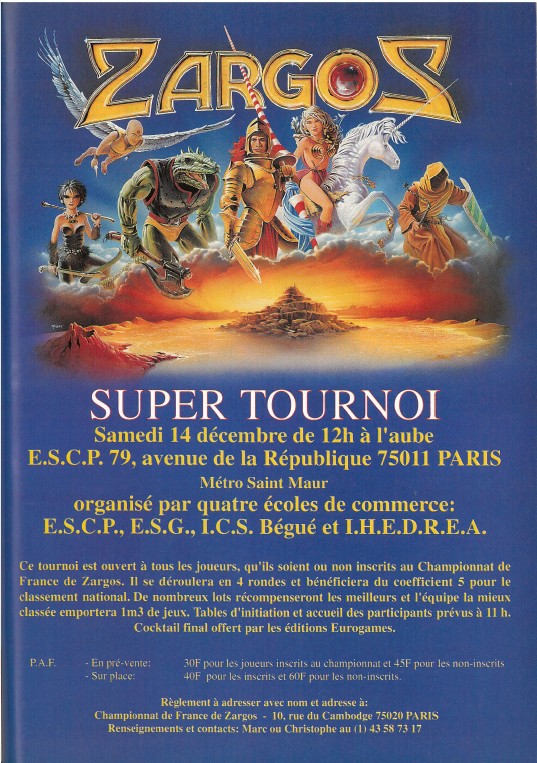 ZARGOS
SUPER TOURNOI
Samedi 14 décembre de 12h à l'aube
E.S.C.P. 79, avenue de la République 75011 PARIS
Métro Saint Maur
organisé par quatre écoles de commerce:
E.S.C.P., E.S.G., I.C.S. Bégué et I.H.E.D.R.E.A.
Ce tournoi est ouvert à tous les joueurs, qu'ils soient ou non inscrits au Championnat de
France de Zargos. Il se déroulera en 4 rondes et bénéficiera du coefficient 5 pour le
classement national. De nombreux lots récompenseront les meilleurs et l'équipe la mieux
classée emportera 1m3 de jeux. Tables d'initiation et accueil des participants prévus à 11 h.
Cocktail final offert par les éditions Eurogames.
P.A.F. - En pré-vente: 30F pour les joueurs inscrits au championnat et 45F pour les non-inscrits
- Sur place: 40F pour les inscrits et 60F pour les non-inscrits.
Règlement à adresser avec nom et adresse à:
Championnat de France de Zargos - 10, rue du Cambodge 75020 PARIS
Renseignements et contacts: Marc ou Christophe au (1) 43 58 73 17